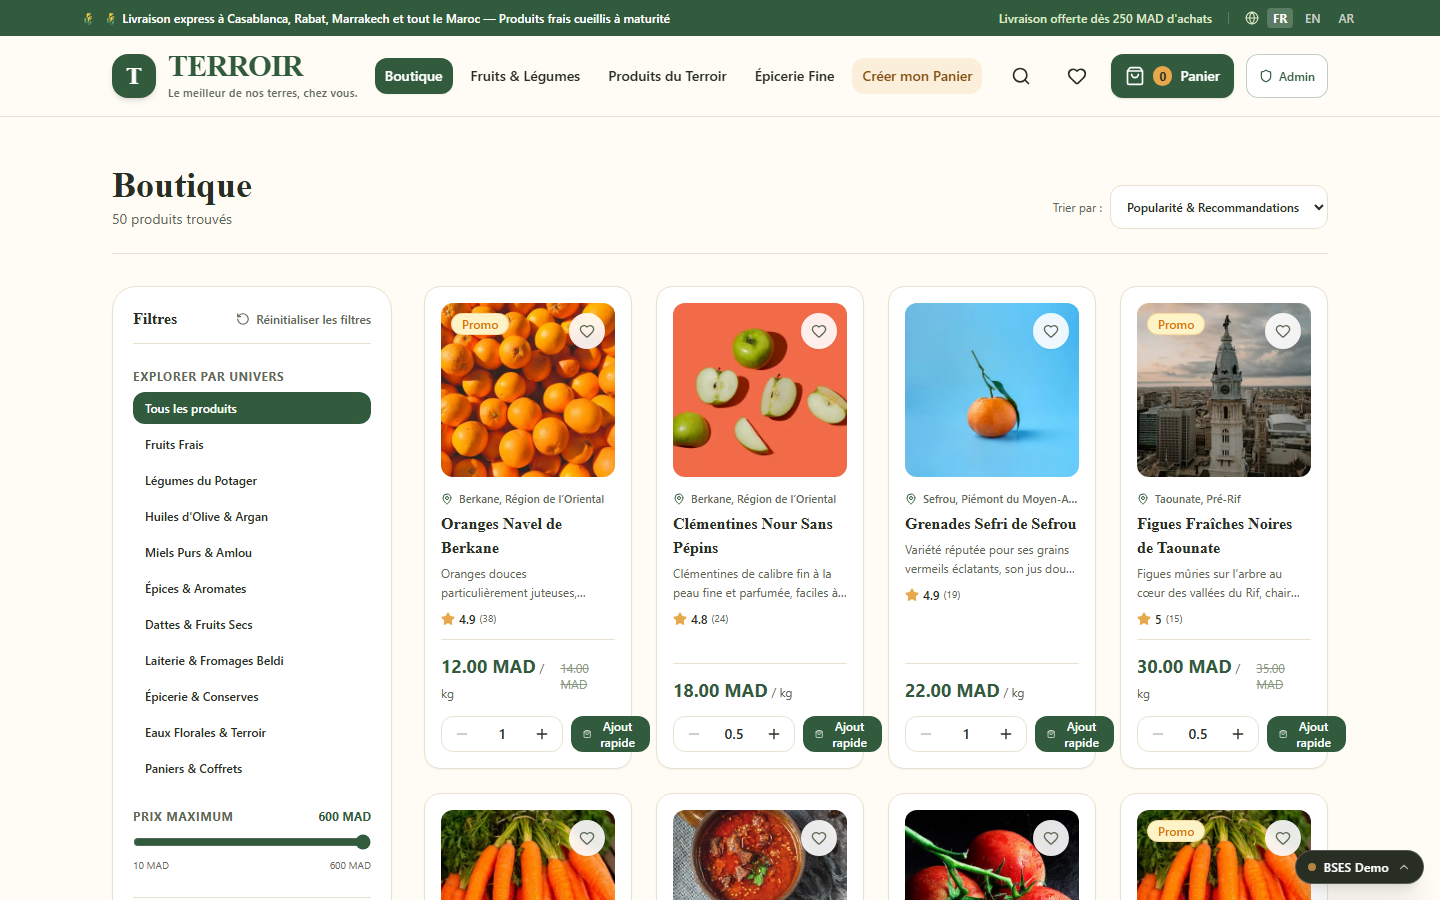 Livraison express à Casablanca, Rabat, Marrakech et tout le Maroc — Produits frais cueillis à maturité
Livraison offerte dès 250 MAD d'achats
FR EN AR
T
TERROIR
Le meilleur de nos terres, chez vous.
Boutique
Fruits & Légumes
Produits du Terroir
Épicerie Fine
Créer mon Panier
0 Panier
Admin
Boutique
50 produits trouvés
Trier par :
Popularité & Recommandations
Filtres
Réinitialiser les filtres
EXPLORER PAR UNIVERS
Tous les produits
Fruits Frais
Légumes du Potager
Huiles d'Olive & Argan
Miels Purs & Amlou
Épices & Aromates
Dattes & Fruits Secs
Laiterie & Fromages Beldi
Épicerie & Conserves
Eaux Florales & Terroir
Paniers & Coffrets
PRIX MAXIMUM
600 MAD
10 MAD
600 MAD
Promo
Berkane, Région de l'Oriental
Oranges Navel de
Berkane
Oranges douces
particulièrement juteuses,...
4.9 (38)
12.00 MAD /
kg
14.00
MAD
1
Ajout
rapide
Berkane, Région de l'Oriental
Clémentines Nour Sans
Pépins
Clémentines de calibre fin à la
peau fine et parfumée, faciles à...
4.8 (24)
18.00 MAD / kg
0.5
Ajout
rapide
Sefrou, Piémont du Moyen-A...
Grenades Sefri de Sefrou
Variété réputée pour ses grains
vermeils éclatants, son jus dou...
4.9 (19)
22.00 MAD / kg
1
Ajout
rapide
Promo
Taounate, Pré-Rif
Figues Fraîches Noires
de Taounate
Figues mûries sur l'arbre au
cœur des vallées du Rif, chair...
5 (15)
30.00 MAD /
kg
35.00
MAD
0.5
Ajout
rapide
Promo
BSES Demo